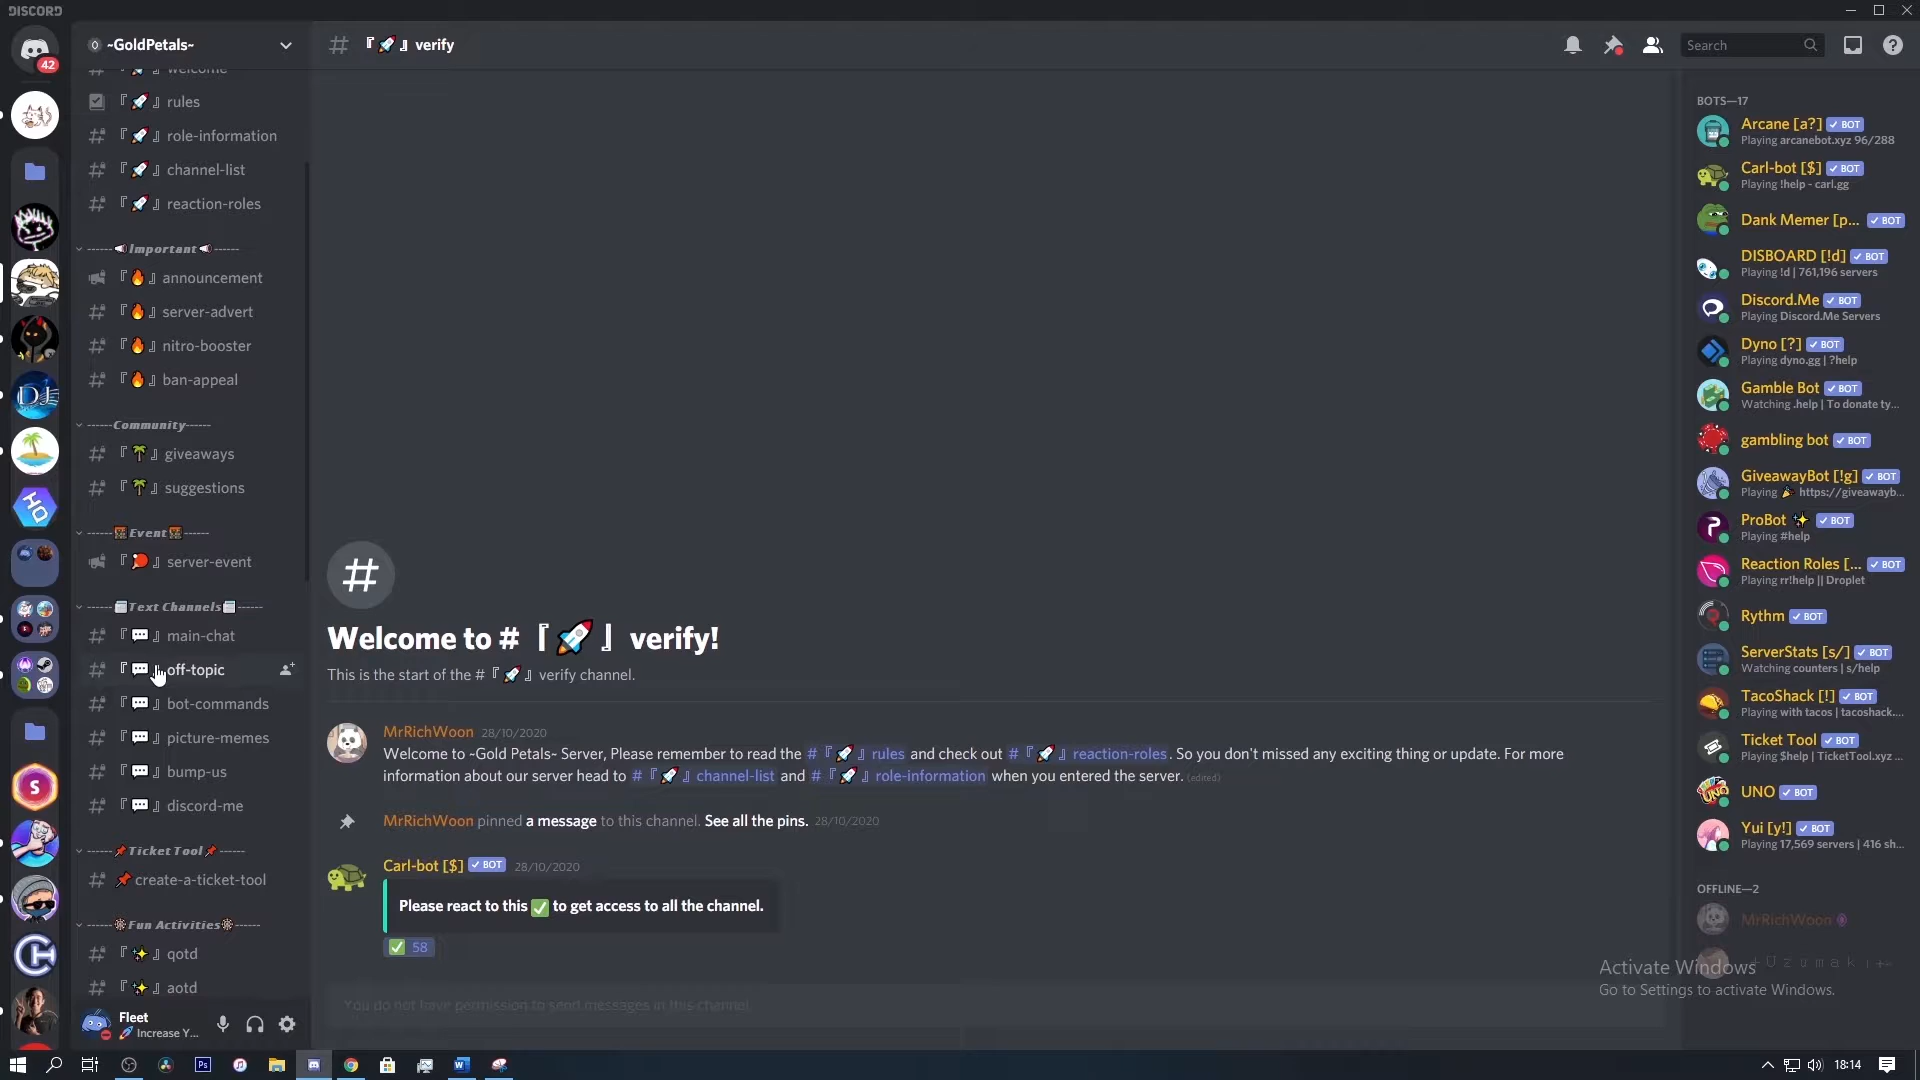 DISCORD
42
~GoldPetals~
welcome
『🚀』rules
『🚀』role-information
『🚀』channel-list
『🚀』reaction-roles
------📢Important📢------
『🔥』announcement
『🔥』server-advert
『🔥』nitro-booster
『🔥』ban-appeal
------Community------
『🌴』giveaways
『🌴』suggestions
------Event------
『🏓』server-event
------Text Channels------
『💬』main-chat
『💬』off-topic
『💬』bot-commands
『💬』picture-memes
『💬』bump-us
『💬』discord-me
------📌Ticket Tool📌------
📌create-a-ticket-tool
------Fun Activities------
『✨』qotd
『✨』aotd
Fleet
🚀 Increase Y...
# 『🚀』verify
Search
Welcome to #『🚀』verify!
This is the start of the #『🚀』verify channel.
MrRichWoon 28/10/2020
Welcome to ~Gold Petals~ Server, Please remember to read the #『🚀』rules and check out #『🚀』reaction-roles. So you don't missed any exciting thing or update. For more
information about our server head to #『🚀』channel-list and #『🚀』role-information when you entered the server. (edited)
MrRichWoon pinned a message to this channel. See all the pins. 28/10/2020
Carl-bot [$] ✓ BOT 28/10/2020
Please react to this ✅ to get access to all the channel.
✅ 58
You do not have permission to send messages in this channel.
BOTS—17
Arcane [a?] ✓ BOT
Playing arcanebot.xyz 96/288
Carl-bot [$] ✓ BOT
Playing !help - carl.gg
Dank Memer [p... ✓ BOT
DISBOARD [!d] ✓ BOT
Playing !d | 761,196 servers
Discord.Me ✓ BOT
Playing Discord.Me Servers
Dyno [?] ✓ BOT
Playing dyno.gg | ?help
Gamble Bot ✓ BOT
Watching .help | To donate ty...
gambling bot ✓ BOT
GiveawayBot [!g] ✓ BOT
Playing 🎉 https://giveawayb...
ProBot ✨ ✓ BOT
Playing #help
Reaction Roles [... ✓ BOT
Playing rr!help || Droplet
Rythm ✓ BOT
ServerStats [s/] ✓ BOT
Watching counters | s/help
TacoShack [!] ✓ BOT
Playing with tacos | tacoshack....
Ticket Tool ✓ BOT
Playing $help | TicketTool.xyz ...
UNO ✓ BOT
Yui [y!] ✓ BOT
Playing 17,569 servers | 416 sh...
OFFLINE—2
MrRichWoon
Activate Windows
Go to Settings to activate Windows.
18:14